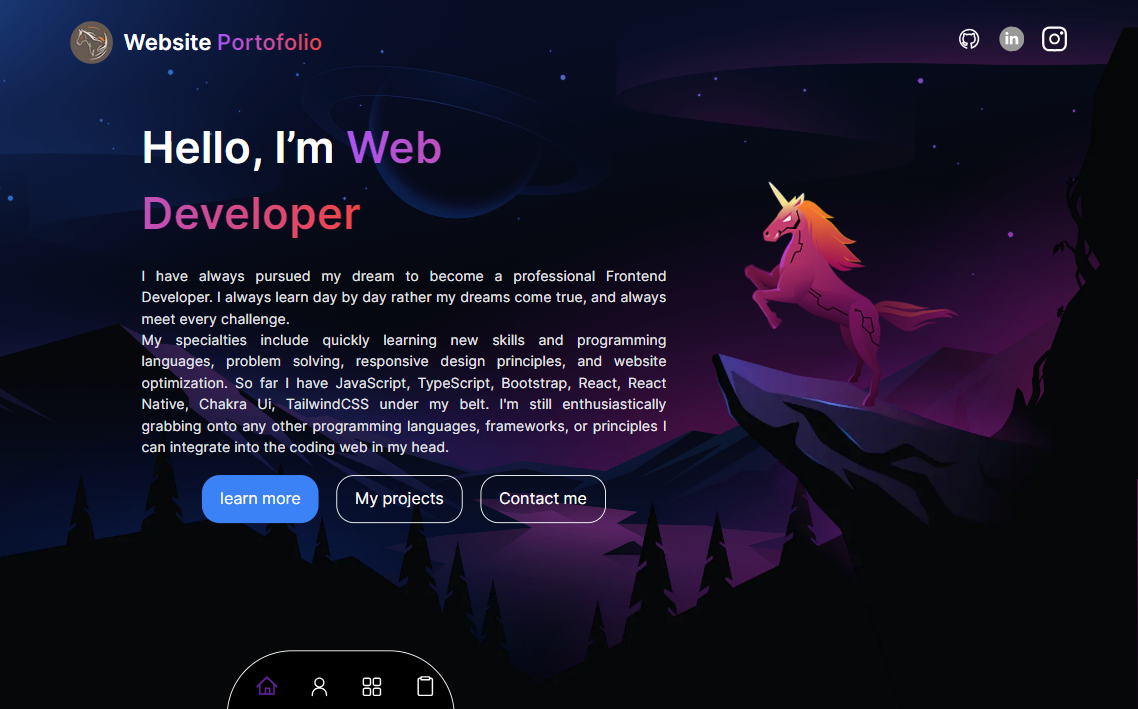 Website Portofolio
in
Hello, I’m Web
Developer
I have always pursued my dream to become a professional Frontend
Developer. I always learn day by day rather my dreams come true, and always
meet every challenge.
My specialties include quickly learning new skills and programming
languages, problem solving, responsive design principles, and website
optimization. So far I have JavaScript, TypeScript, Bootstrap, React, React
Native, Chakra Ui, TailwindCSS under my belt. I'm still enthusiastically
grabbing onto any other programming languages, frameworks, or principles I
can integrate into the coding web in my head.
learn more My projects Contact me